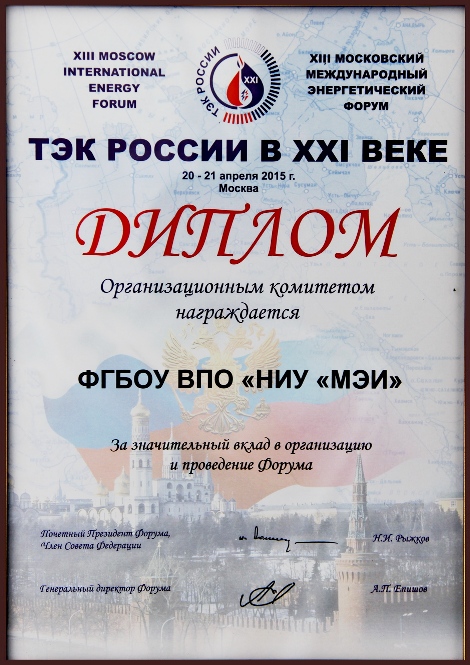 XIII MOSCOW
INTERNATIONAL
ENERGY
FORUM
ТЭК РОССИИ
XXI
XIII МОСКОВСКИЙ
МЕЖДУНАРОДНЫЙ
ЭНЕРГЕТИЧЕСКИЙ
ФОРУМ
ТЭК РОССИИ В XXI ВЕКЕ
20 - 21 апреля 2015 г.
Москва
ДИПЛОМ
Организационным комитетом
награждается
ФГБОУ ВПО «НИУ «МЭИ»
За значительный вклад в организацию
и проведение Форума
Почетный Президент Форума,
Член Совета Федерации
Н.И. Рыжков
Генеральный директор Форума
А.П. Епишов